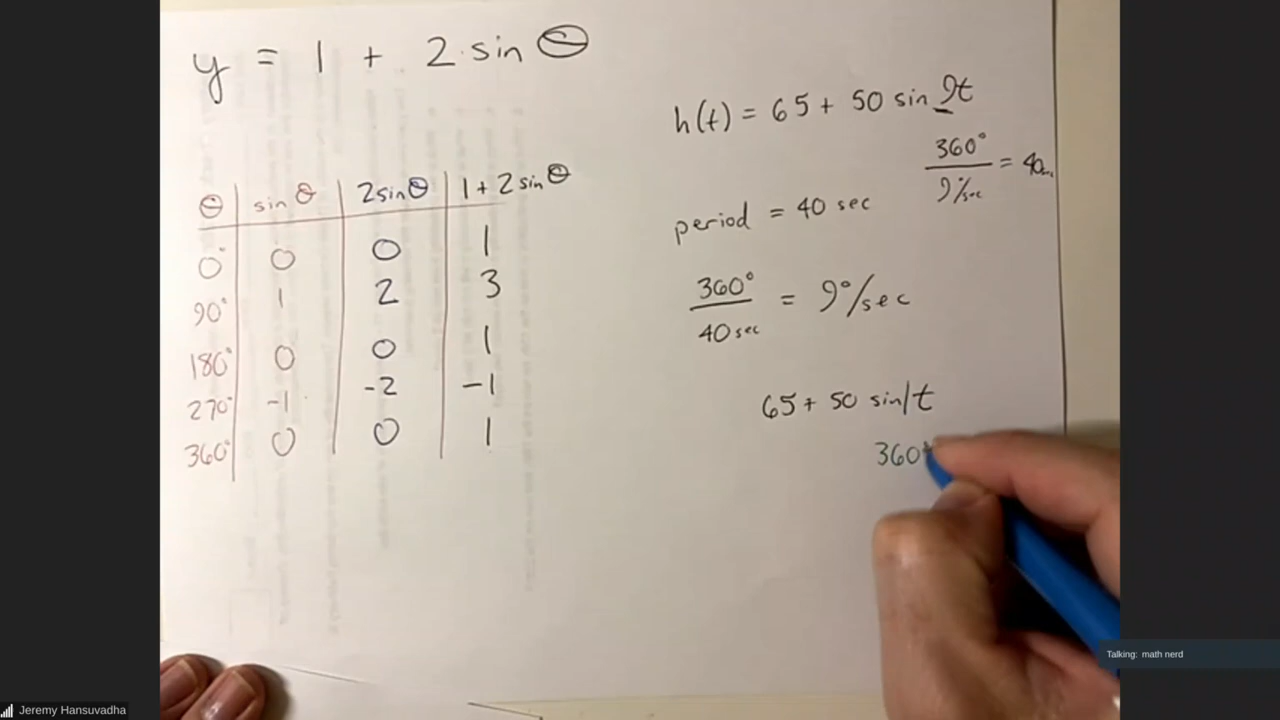 y = 1 + 2·sin θ
θ | sin θ | 2sinθ | 1 + 2 sin θ
0° | 0 | 0 | 1
90° | 1 | 2 | 3
180° | 0 | 0 | 1
270° | -1 | -2 | -1
360° | 0 | 0 | 1
h(t) = 65 + 50 sin 9t
360° / 9°/sec = 40
period = 40 sec
360° / 40 sec = 9°/sec
65 + 50 sin/t
360
Talking: math nerd
Jeremy Hansuvadha